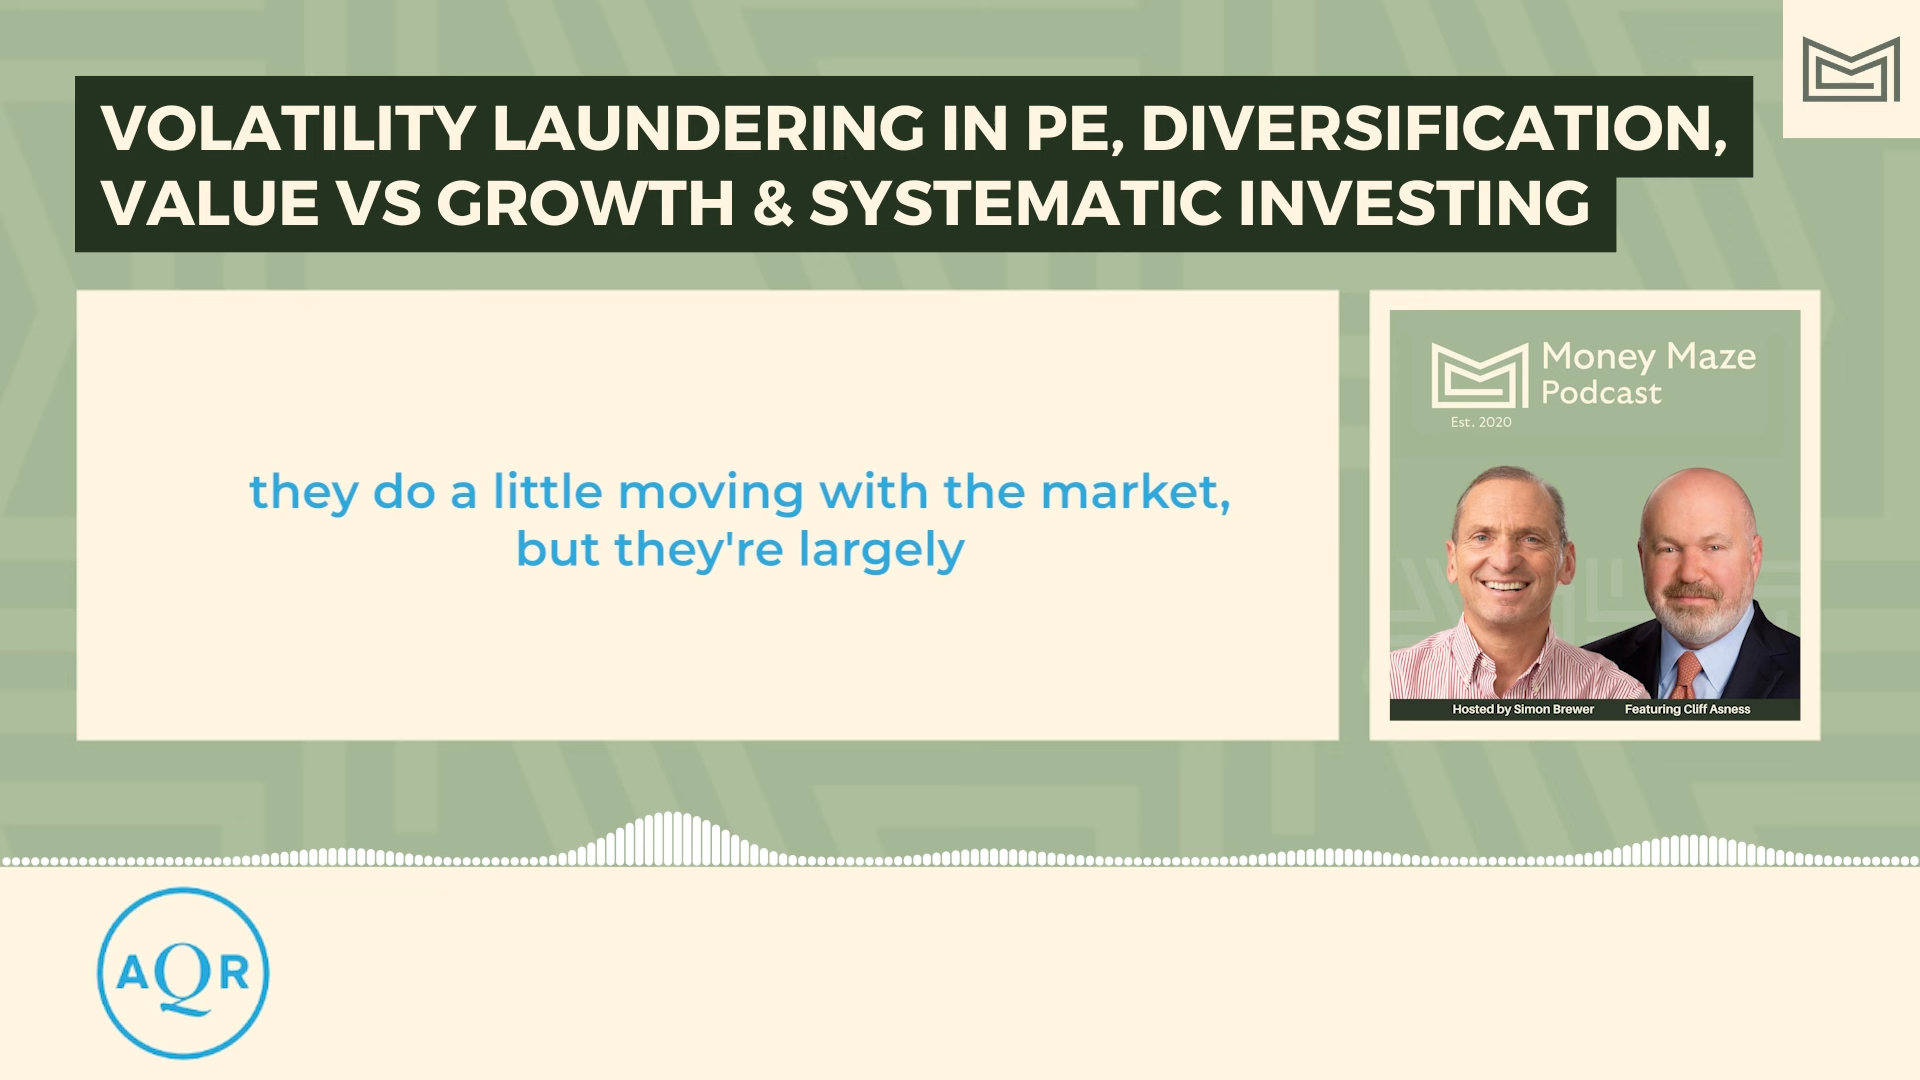 VOLATILITY LAUNDERING IN PE, DIVERSIFICATION,
VALUE VS GROWTH & SYSTEMATIC INVESTING
they do a little moving with the market,
but they're largely
Money Maze
Podcast
Est. 2020
Hosted by Simon Brewer
Featuring Cliff Asness
AQR